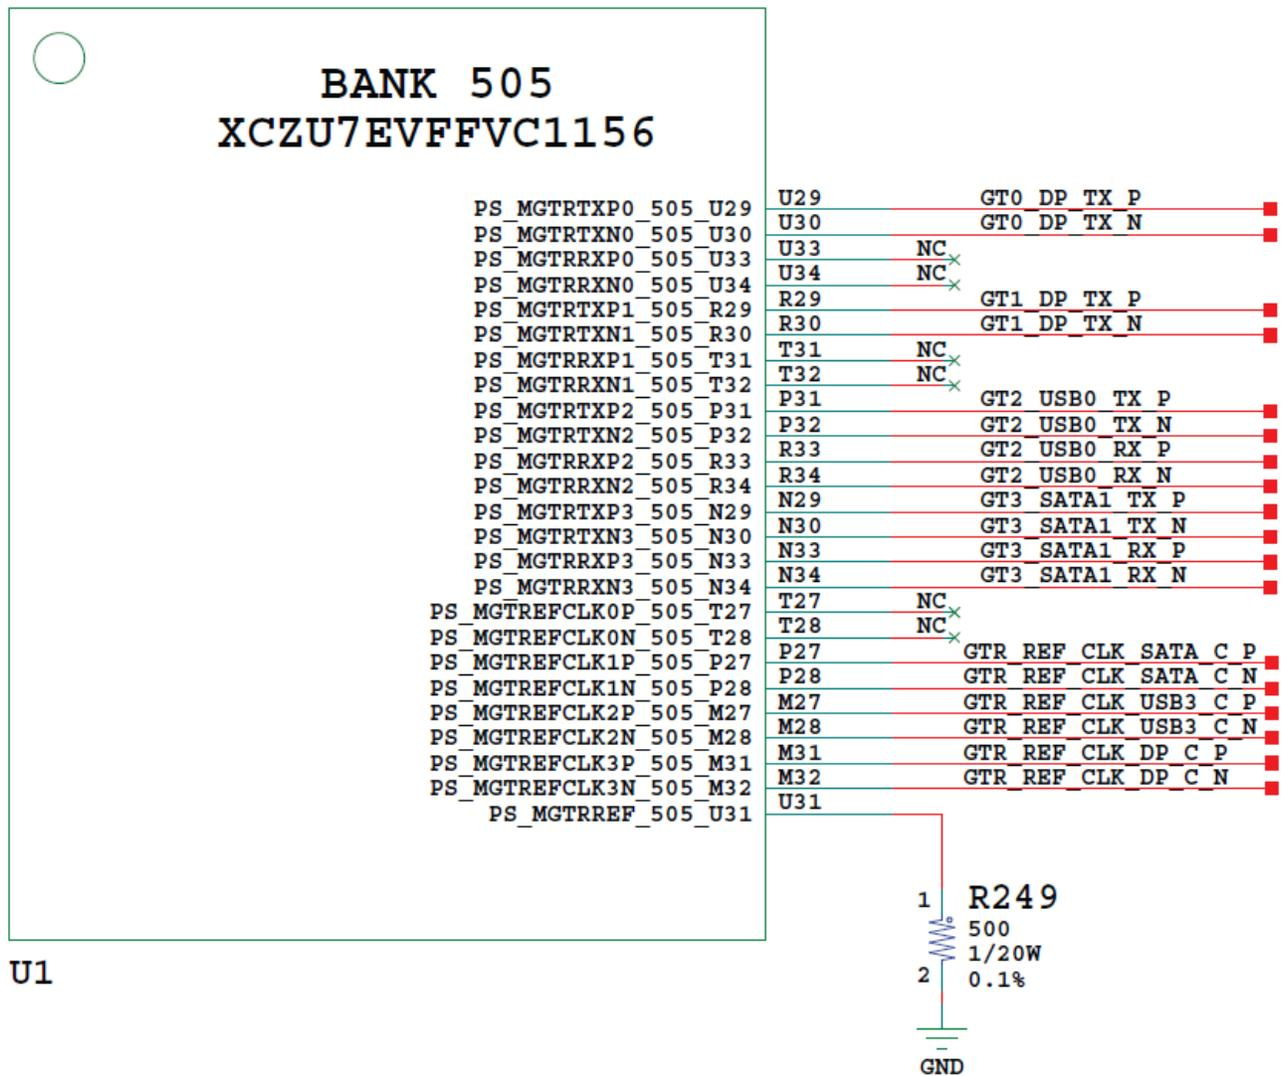 BANK 505
XCZU7EVFFVC1156
PS_MGTRTXP0_505_U29 U29 GT0_DP_TX_P
PS_MGTRTXN0_505_U30 U30 GT0_DP_TX_N
PS_MGTRRXP0_505_U33 U33 NC
PS_MGTRRXN0_505_U34 U34 NC
PS_MGTRTXP1_505_R29 R29 GT1_DP_TX_P
PS_MGTRTXN1_505_R30 R30 GT1_DP_TX_N
PS_MGTRRXP1_505_T31 T31 NC
PS_MGTRRXN1_505_T32 T32 NC
PS_MGTRTXP2_505_P31 P31 GT2_USB0_TX_P
PS_MGTRTXN2_505_P32 P32 GT2_USB0_TX_N
PS_MGTRRXP2_505_R33 R33 GT2_USB0_RX_P
PS_MGTRRXN2_505_R34 R34 GT2_USB0_RX_N
PS_MGTRTXP3_505_N29 N29 GT3_SATA1_TX_P
PS_MGTRTXN3_505_N30 N30 GT3_SATA1_TX_N
PS_MGTRRXP3_505_N33 N33 GT3_SATA1_RX_P
PS_MGTRRXN3_505_N34 N34 GT3_SATA1_RX_N
PS_MGTREFCLK0P_505_T27 T27 NC
PS_MGTREFCLK0N_505_T28 T28 NC
PS_MGTREFCLK1P_505_P27 P27 GTR_REF_CLK_SATA_C_P
PS_MGTREFCLK1N_505_P28 P28 GTR_REF_CLK_SATA_C_N
PS_MGTREFCLK2P_505_M27 M27 GTR_REF_CLK_USB3_C_P
PS_MGTREFCLK2N_505_M28 M28 GTR_REF_CLK_USB3_C_N
PS_MGTREFCLK3P_505_M31 M31 GTR_REF_CLK_DP_C_P
PS_MGTREFCLK3N_505_M32 M32 GTR_REF_CLK_DP_C_N
PS_MGTRREF_505_U31 U31
1 R249
500
1/20W
2 0.1%
U1
GND